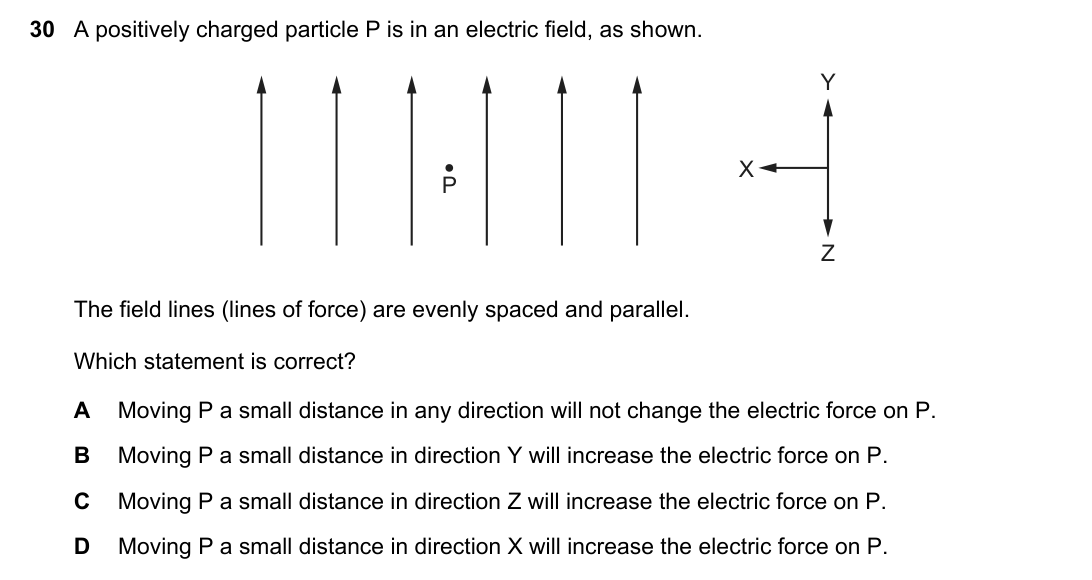 30 A positively charged particle P is in an electric field, as shown.
Y
X
P
Z
The field lines (lines of force) are evenly spaced and parallel.
Which statement is correct?
A Moving P a small distance in any direction will not change the electric force on P.
B Moving P a small distance in direction Y will increase the electric force on P.
C Moving P a small distance in direction Z will increase the electric force on P.
D Moving P a small distance in direction X will increase the electric force on P.